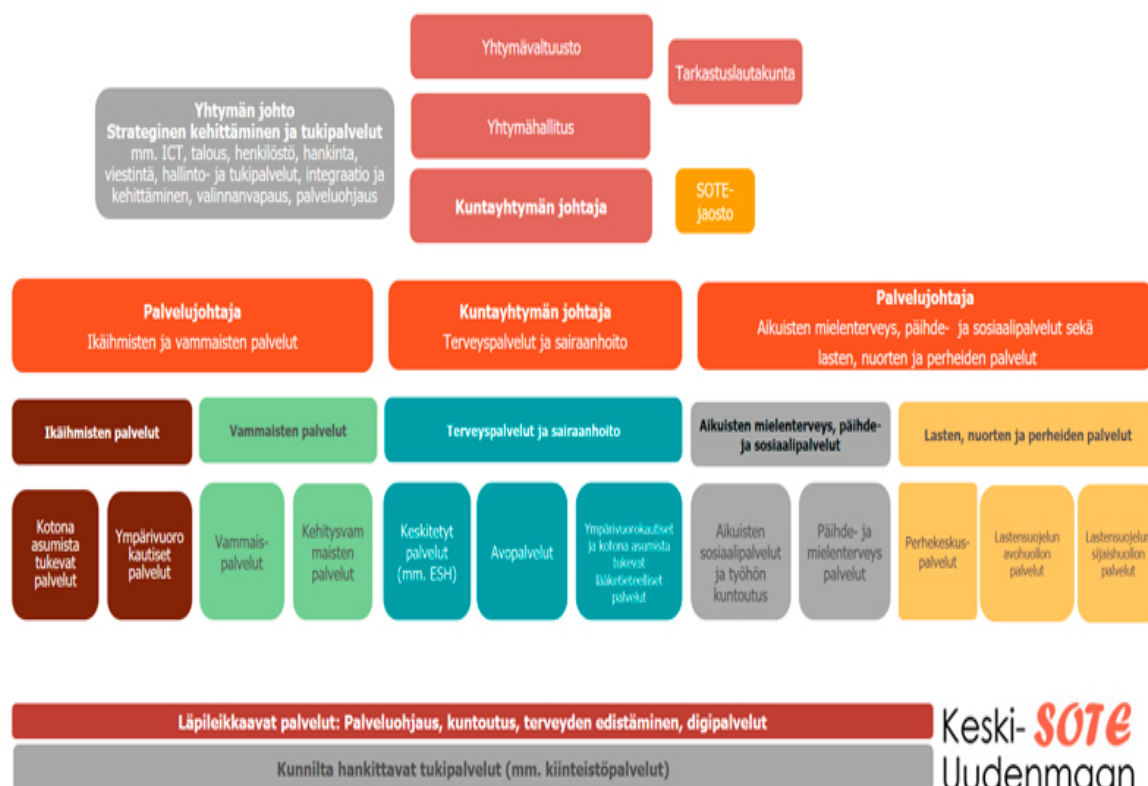 Yhtymävaltuusto
Tarkastuslautakunta
Yhtymän johto
Strateginen kehittäminen ja tukipalvelut
mm. ICT, talous, henkilöstö, hankinta,
viestintä, hallinto- ja tukipalvelut, integraatio ja
kehittäminen, valinnanvapaus, palveluohjaus
Yhtymähallitus
Kuntayhtymän johtaja
SOTE-
jaosto
Palvelujohtaja
Ikäihmisten ja vammaisten palvelut
Kuntayhtymän johtaja
Terveyspalvelut ja sairaanhoito
Palvelujohtaja
Aikuisten mielenterveys, päihde- ja sosiaalipalvelut sekä
lasten, nuorten ja perheiden palvelut
Ikäihmisten palvelut
Vammaisten palvelut
Terveyspalvelut ja sairaanhoito
Aikuisten mielenterveys, päihde-
ja sosiaalipalvelut
Lasten, nuorten ja perheiden palvelut
Kotona
asumista
tukevat
palvelut
Ympärivuoro
kautiset
palvelut
Vammais-
palvelut
Kehitysvam
maisten
palvelut
Keskitetyt
palvelut
(mm. ESH)
Avopalvelut
Ympärivuorokautiset
ja kotona asumista
tukevat
lääketieteelliset
palvelut
Aikuisten
sosiaalipalvelut
ja työhön
kuntoutus
Päihde- ja
mielenterveys
palvelut
Perhekeskus-
palvelut
Lastensuojelun
avohuollon
palvelut
Lastensuojelun
sijaishuollon
palvelut
Läpileikkaavat palvelut: Palveluohjaus, kuntoutus, terveyden edistäminen, digipalvelut
Kunnilta hankittavat tukipalvelut (mm. kiinteistöpalvelut)
Keski- SOTE
Uudenmaan